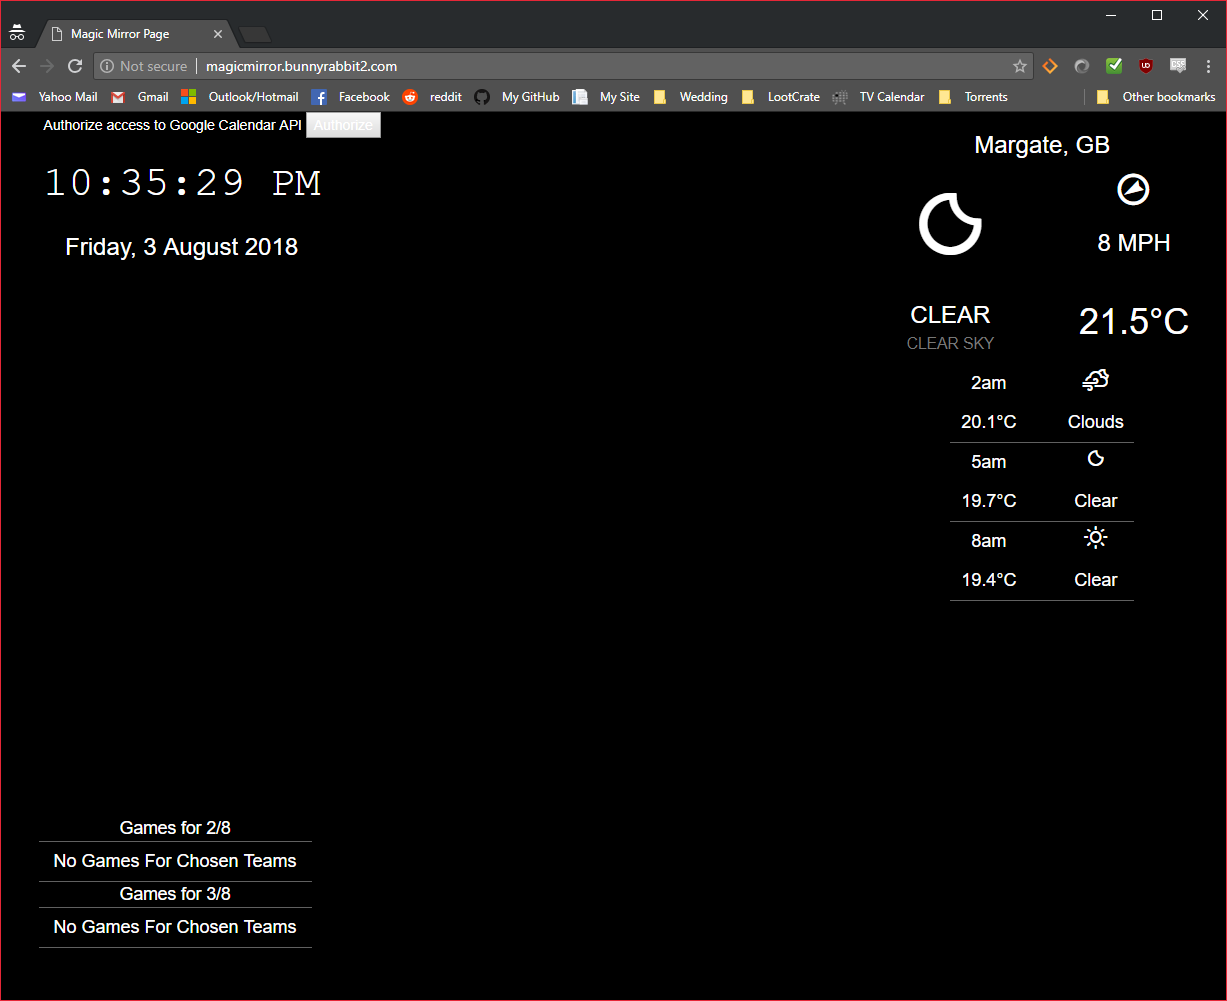 Magic Mirror Page
Not secure magicmirror.bunnyrabbit2.com
Yahoo Mail Gmail Outlook/Hotmail Facebook reddit My GitHub My Site Wedding LootCrate TV Calendar Torrents Other bookmarks
Authorize access to Google Calendar API Authorize
10:35:29 PM
Friday, 3 August 2018
Margate, GB
8 MPH
CLEAR
CLEAR SKY
21.5°C
2am
20.1°C Clouds
5am
19.7°C Clear
8am
19.4°C Clear
Games for 2/8
No Games For Chosen Teams
Games for 3/8
No Games For Chosen Teams